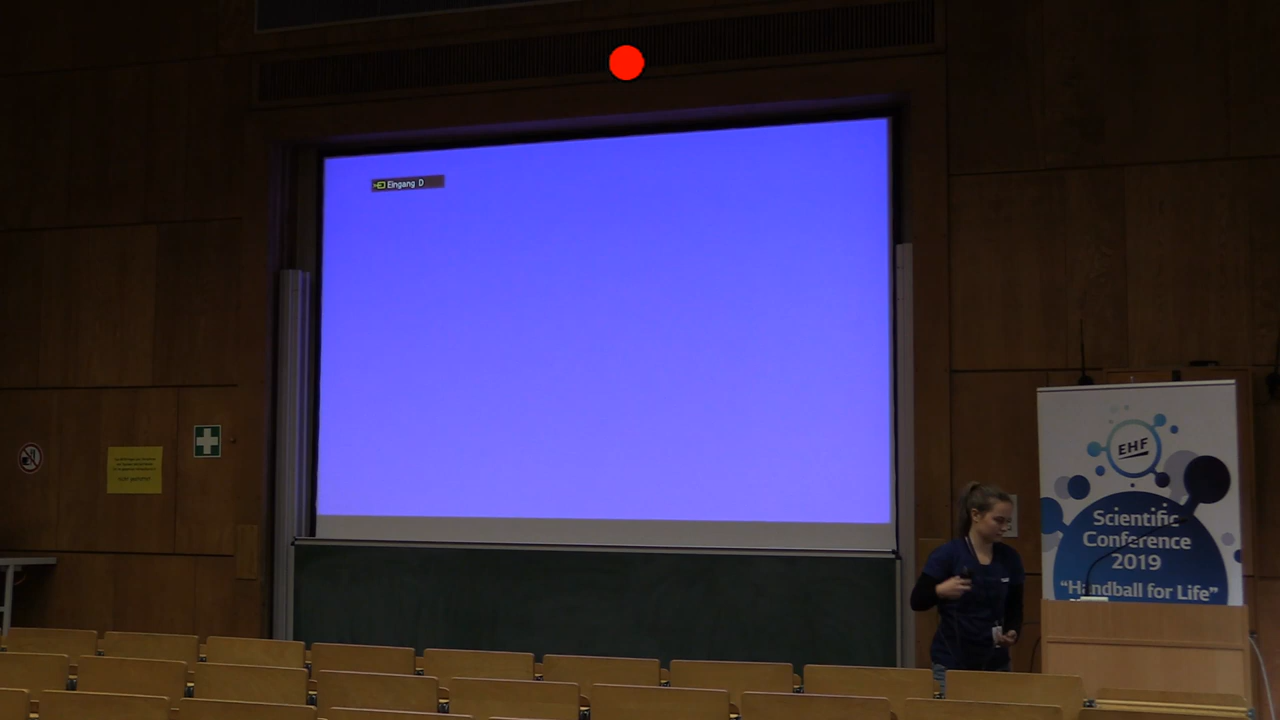 Eingang D
EHF
Scientific
Conference
2019
"Handball for Life"